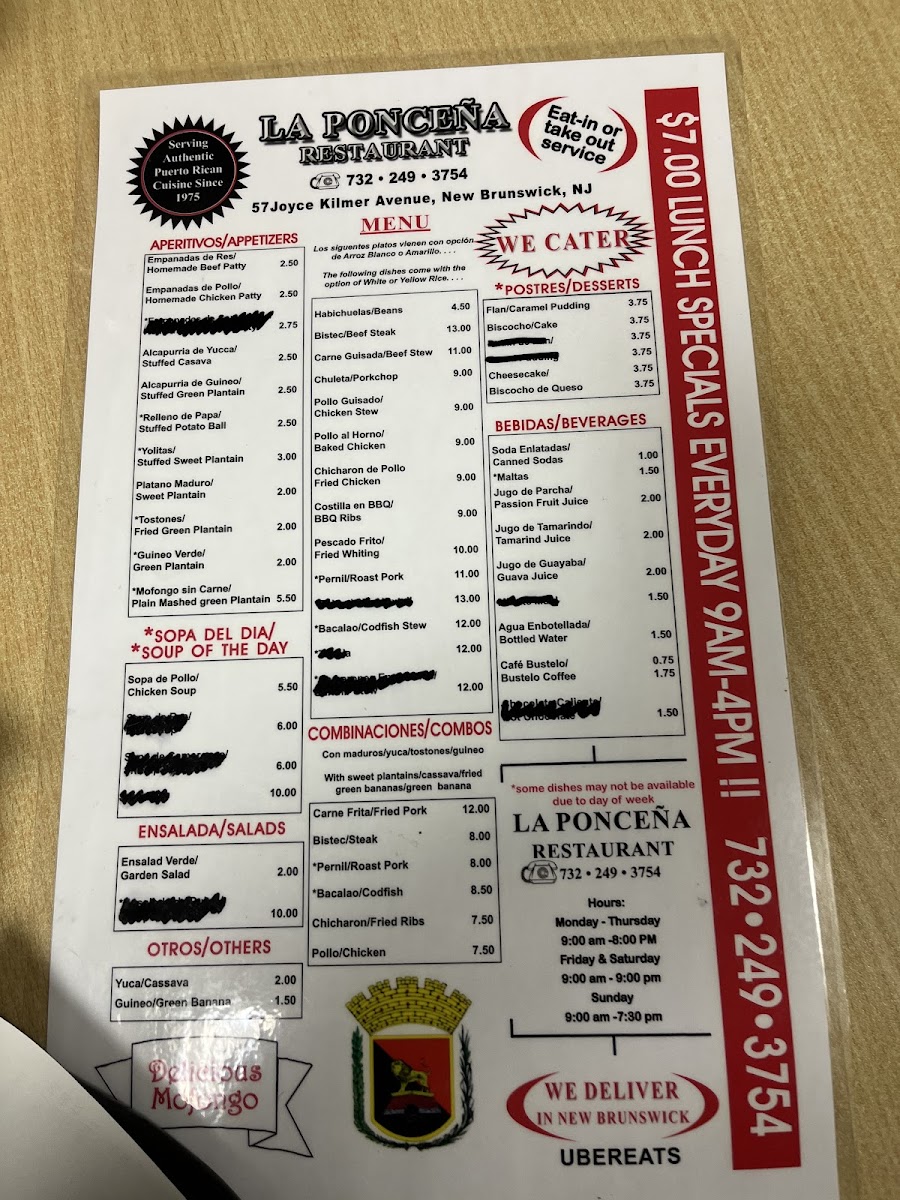 Serving
Authentic
Puerto Rican
Cuisine Since
1975
LA PONCEÑA
RESTAURANT
732 • 249 • 3754
57Joyce Kilmer Avenue, New Brunswick, NJ
Eat-in or
take out
service
APERITIVOS/APPETIZERS
Empanadas de Res/
Homemade Beef Patty 2.50
Empanadas de Pollo/
Homemade Chicken Patty 2.50
2.75
Alcapurria de Yucca/
Stuffed Casava 2.50
Alcapurria de Guineo/
Stuffed Green Plantain 2.50
*Relleno de Papa/
Stuffed Potato Ball 2.50
*Yolitas/
Stuffed Sweet Plantain 3.00
Platano Maduro/
Sweet Plantain 2.00
*Tostones/
Fried Green Plantain 2.00
*Guineo Verde/
Green Plantain 2.00
*Mofongo sin Carne/
Plain Mashed green Plantain 5.50
*SOPA DEL DIA/
*SOUP OF THE DAY
Sopa de Pollo/
Chicken Soup 5.50
6.00
6.00
10.00
ENSALADA/SALADS
Ensalad Verde/
Garden Salad 2.00
10.00
OTROS/OTHERS
Yuca/Cassava 2.00
Guineo/Green Banana 1.50
Delicious
Mofongo
MENU
Los siguentes platos vienen con opción
de Arroz Blanco o Amarillo. . . .
The following dishes come with the
option of White or Yellow Rice. . . .
Habichuelas/Beans 4.50
Bistec/Beef Steak 13.00
Carne Guisada/Beef Stew 11.00
Chuleta/Porkchop 9.00
Pollo Guisado/
Chicken Stew 9.00
Pollo al Horno/
Baked Chicken 9.00
Chicharon de Pollo
Fried Chicken 9.00
Costilla en BBQ/
BBQ Ribs 9.00
Pescado Frito/
Fried Whiting 10.00
*Pernil/Roast Pork 11.00
13.00
*Bacalao/Codfish Stew 12.00
12.00
12.00
COMBINACIONES/COMBOS
Con maduros/yuca/tostones/guineo
With sweet plantains/cassava/fried
green bananas/green banana
Carne Frita/Fried Pork 12.00
Bistec/Steak 8.00
*Pernil/Roast Pork 8.00
*Bacalao/Codfish 8.50
Chicharon/Fried Ribs 7.50
Pollo/Chicken 7.50
WE CATER
*POSTRES/DESSERTS
Flan/Caramel Pudding 3.75
Biscocho/Cake 3.75
3.75
3.75
Cheesecake/ 3.75
Biscocho de Queso 3.75
BEBIDAS/BEVERAGES
Soda Enlatadas/
Canned Sodas 1.00
*Maltas 1.50
Jugo de Parcha/
Passion Fruit Juice 2.00
Jugo de Tamarindo/
Tamarind Juice 2.00
Jugo de Guayaba/
Guava Juice 2.00
1.50
Agua Enbotellada/
Bottled Water 1.50
Café Bustelo/ 0.75
Bustelo Coffee 1.75
1.50
*some dishes may not be available
due to day of week
LA PONCEÑA
RESTAURANT
732 • 249 • 3754
Hours:
Monday - Thursday
9:00 am -8:00 PM
Friday & Saturday
9:00 am - 9:00 pm
Sunday
9:00 am -7:30 pm
WE DELIVER
IN NEW BRUNSWICK
UBEREATS
$7.00 LUNCH SPECIALS EVERYDAY 9AM-4PM !! 732•249•3754